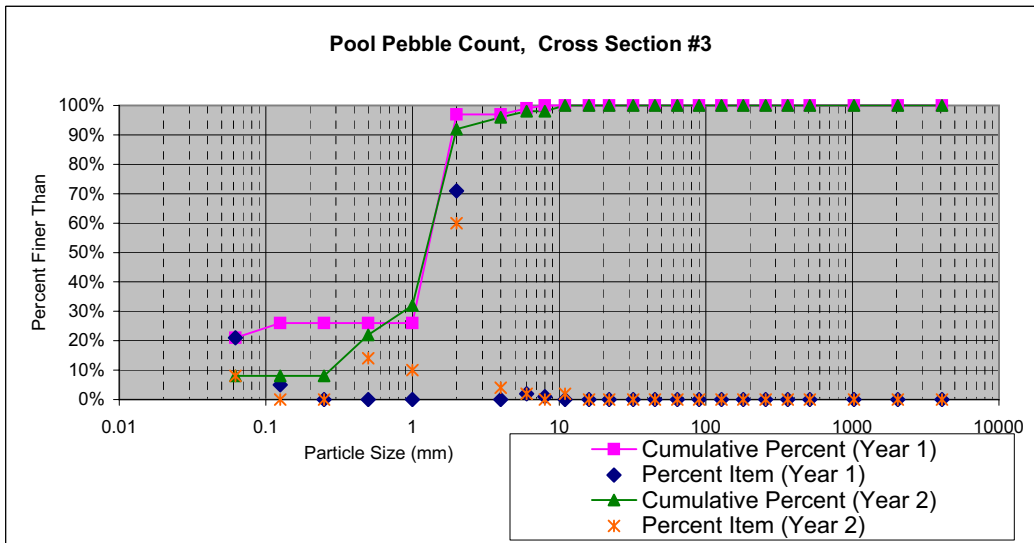 Pool Pebble Count, Cross Section #3
Percent Finer Than
100%
90%
80%
70%
60%
50%
40%
30%
20%
10%
0%
0.01 0.1 1 10 100 1000 10000
Particle Size (mm)
Cumulative Percent (Year 1)
Percent Item (Year 1)
Cumulative Percent (Year 2)
Percent Item (Year 2)